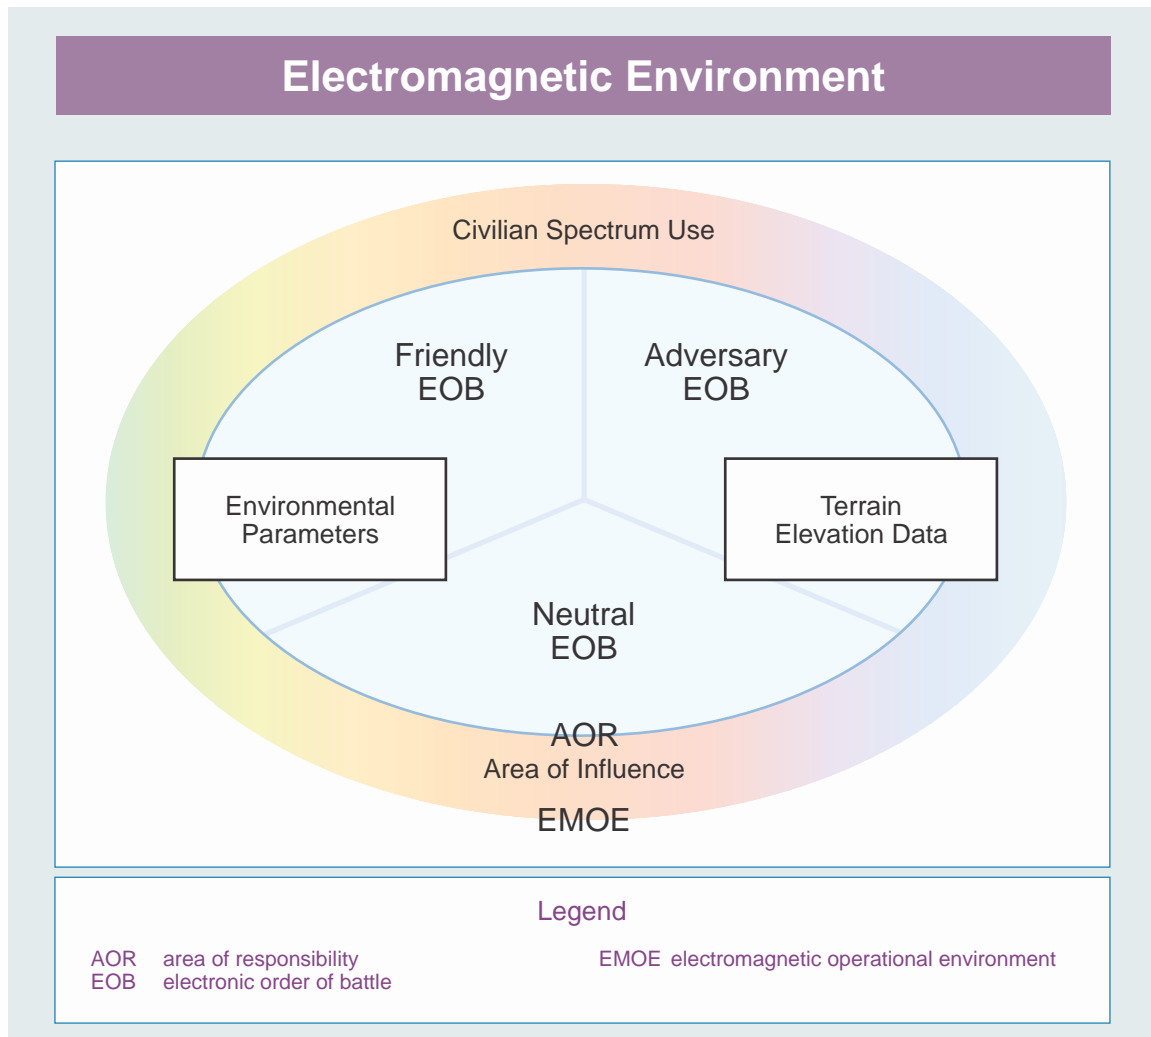 Electromagnetic Environment
Civilian Spectrum Use
Friendly
EOB
Adversary
EOB
Environmental
Parameters
Terrain
Elevation Data
Neutral
EOB
AOR
Area of Influence
EMOE
Legend
AOR area of responsibility
EOB electronic order of battle
EMOE electromagnetic operational environment